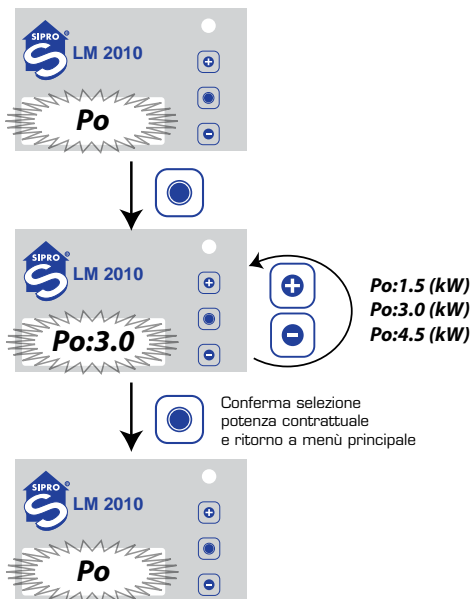 SIPRO®
LM 2010
Po
SIPRO®
LM 2010
Po:3.0
Po:1.5 (kW)
Po:3.0 (kW)
Po:4.5 (kW)
Conferma selezione
potenza contrattuale
e ritorno a menù principale
SIPRO®
LM 2010
Po